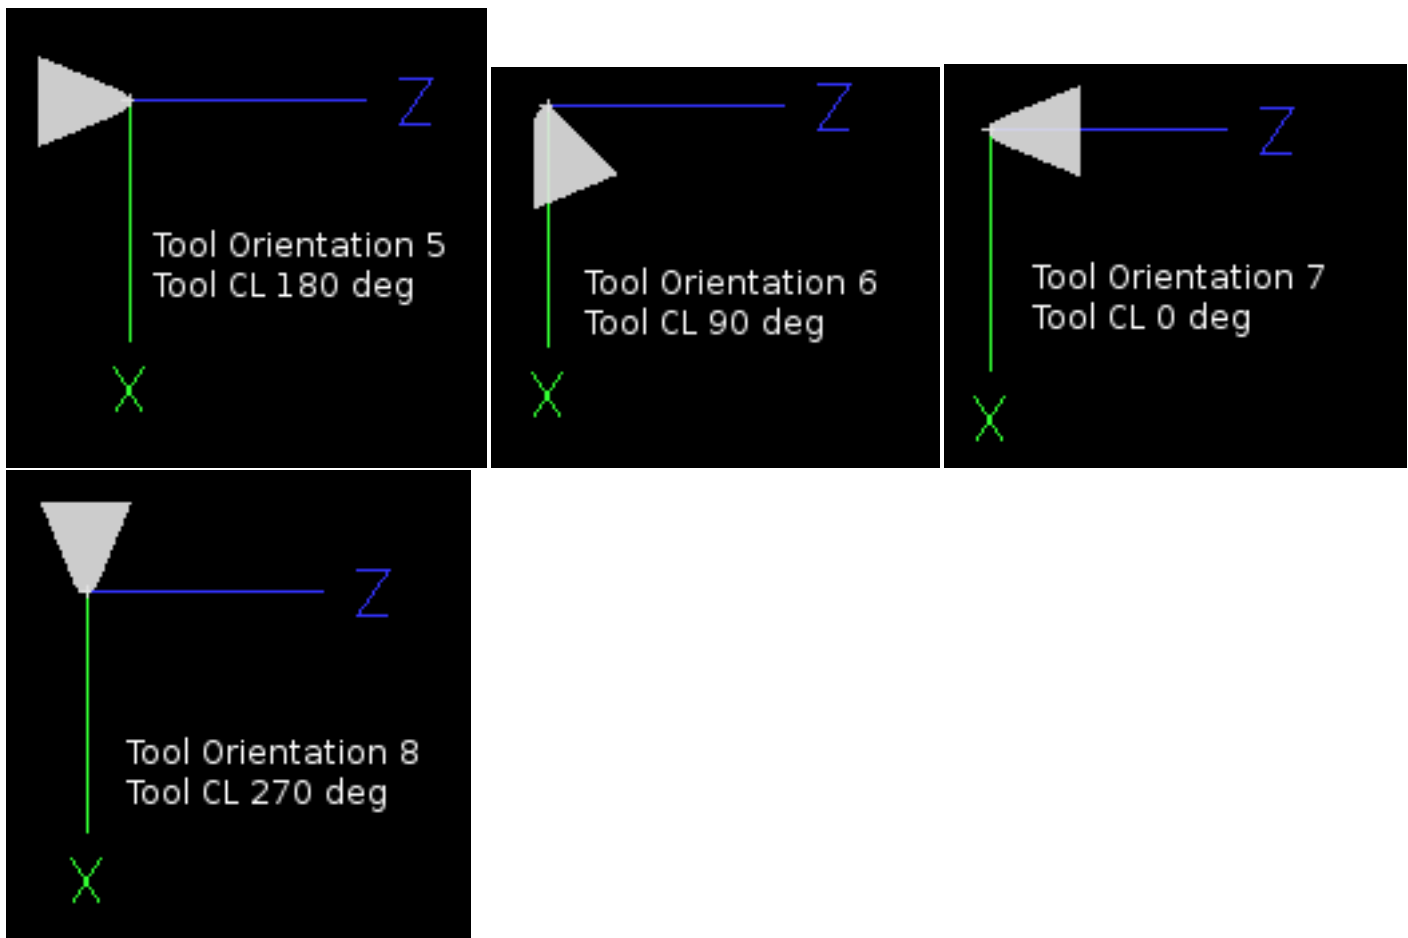 Z
Tool Orientation 5
Tool CL 180 deg
X
Z
Tool Orientation 6
Tool CL 90 deg
X
Z
Tool Orientation 7
Tool CL 0 deg
X
Z
Tool Orientation 8
Tool CL 270 deg
X